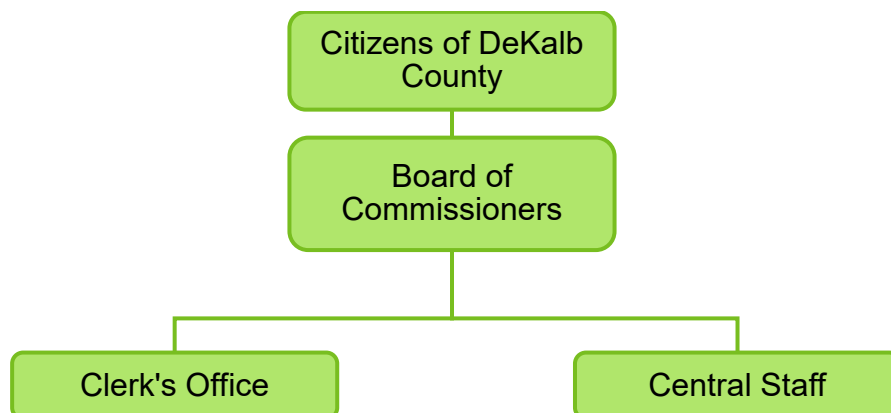 Citizens of DeKalb
County
Board of
Commissioners
Clerk's Office
Central Staff